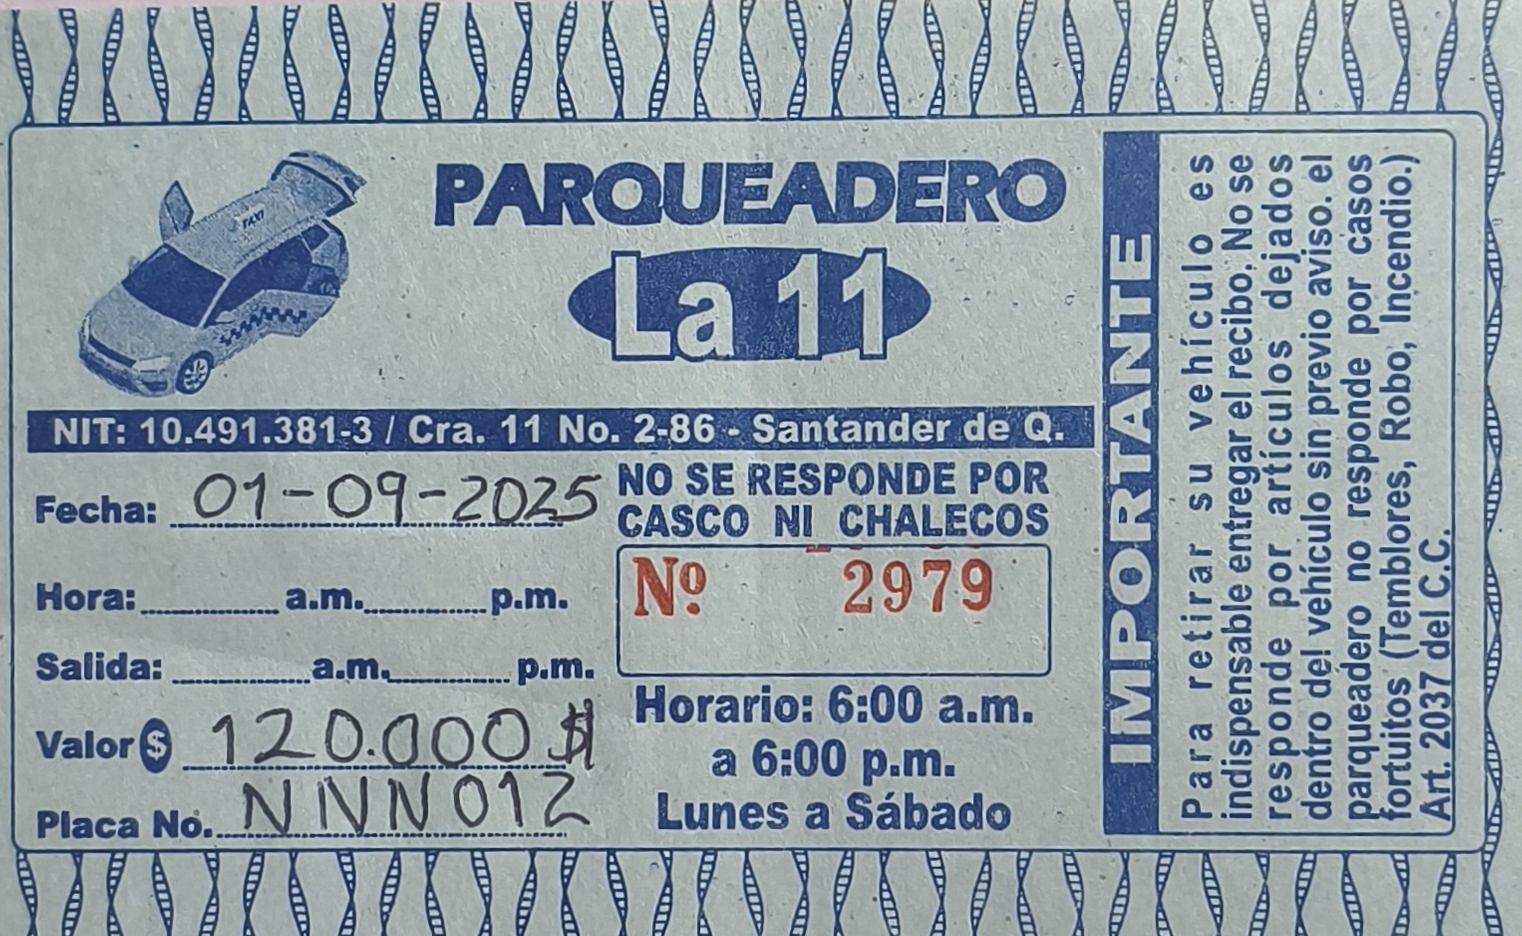 TAXI
PARQUEADERO
La 11
NIT: 10.491.381-3 / Cra. 11 No. 2-86 - Santander de Q.
Fecha: 01-09-2025
Hora: a.m. p.m.
Salida: a.m. p.m.
Valor $ 120.000 $
Placa No. NNN012
NO SE RESPONDE POR
CASCO NI CHALECOS
Nº 2979
Horario: 6:00 a.m.
a 6:00 p.m.
Lunes a Sábado
IMPORTANTE
Para retirar su vehículo es
indispensable entregar el recibo. No se
responde por artículos dejados
dentro del vehículo sin previo aviso. el
parqueadero no responde por casos
fortuitos (Temblores, Robo, Incendio.)
Art. 2037 del C.C.